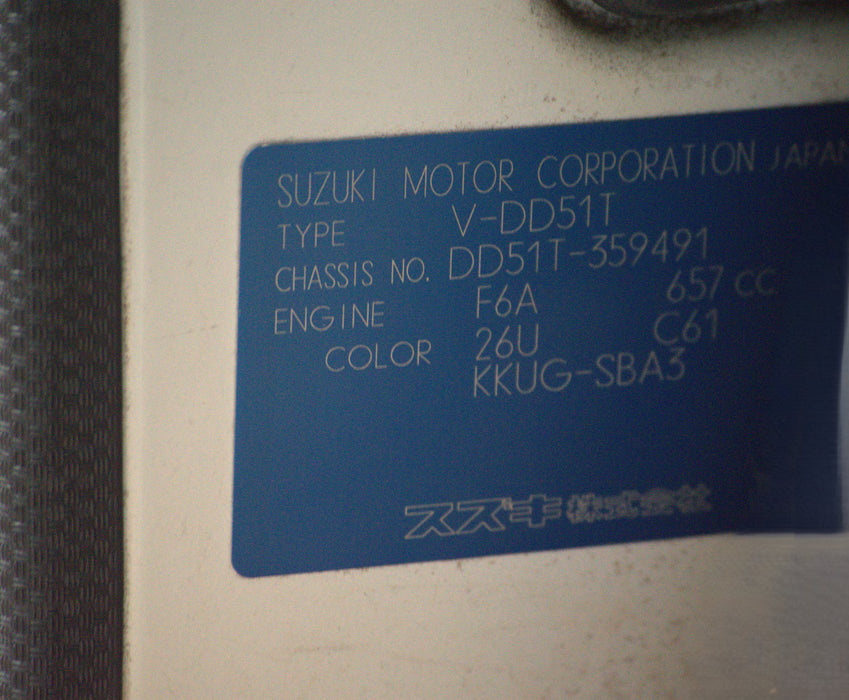 SUZUKI MOTOR CORPORATION JAPAN
TYPE V-DD51T
CHASSIS NO. DD51T-359491
ENGINE F6A 657 CC
COLOR 26U C61
KKUG-SBA3
スズキ株式会社